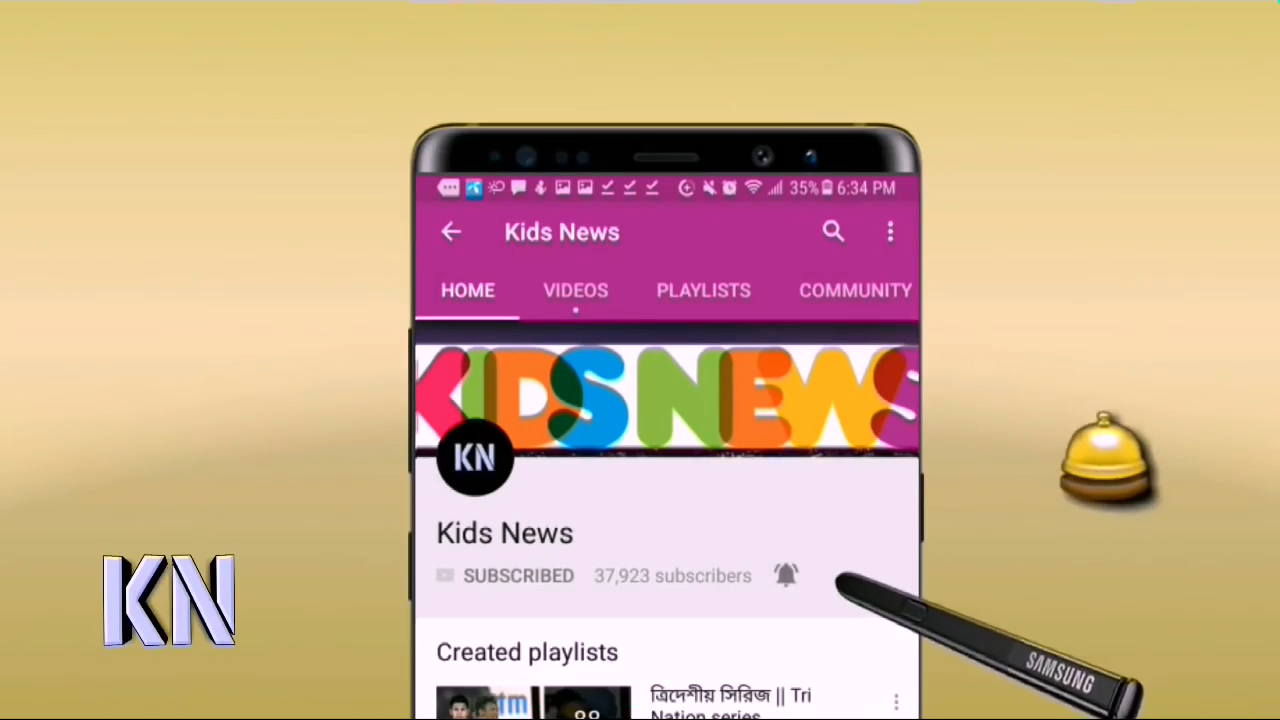 35% 6:34 PM
Kids News
HOME VIDEOS PLAYLISTS COMMUNITY
KIDS NEWS
KN
Kids News
SUBSCRIBED 37,923 subscribers
KN
SAMSUNG
Created playlists
ত্রিদেশীয় সিরিজ || Tri
Nation series